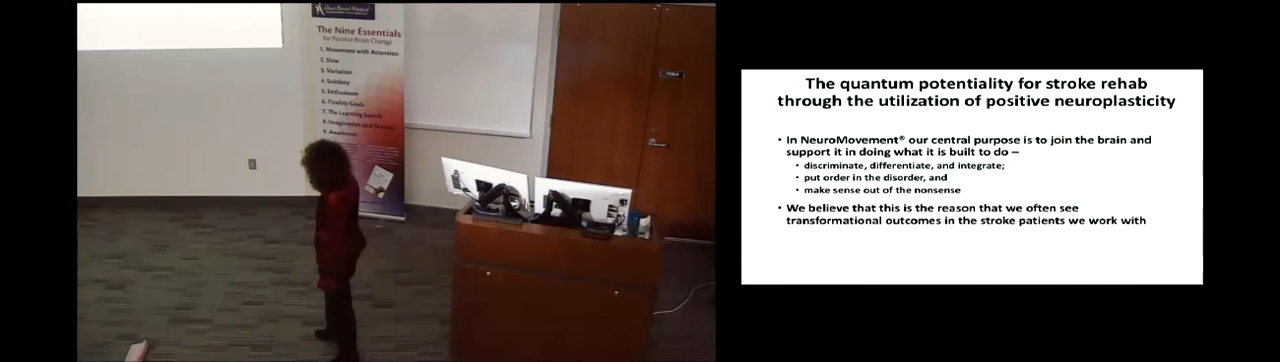 The Nine Essentials
for Positive Brain Change
1. Movement with Attention
2. Slow
3. Variation
4. Subtlety
5. Enthusiasm
6. Flexible Goals
7. The Learning Switch
8. Imagination and
9. Awareness
The quantum potentiality for stroke rehab
through the utilization of positive neuroplasticity
• In NeuroMovement® our central purpose is to join the brain and
support it in doing what it is built to do –
• discriminate, differentiate, and integrate;
• put order in the disorder, and
• make sense out of the nonsense
• We believe that this is the reason that we often see
transformational outcomes in the stroke patients we work with